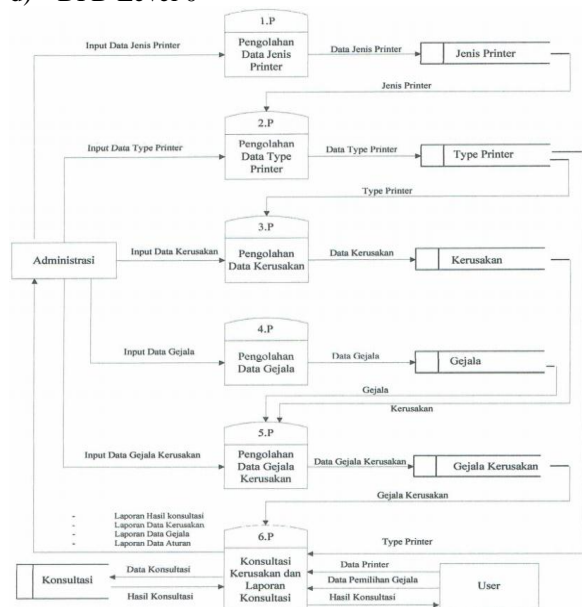 d) DFD Level 0
1.P
Input Data Jenis Printer
Pengolahan
Data Jenis
Printer
Data Jenis Printer
Jenis Printer
Jenis Printer
2.P
Input Data Type Printer
Pengolahan
Data Type
Printer
Data Type Printer
Type Printer
Type Printer
3.P
Administrasi
Input Data Kerusakan
Pengolahan
Data Kerusakan
Data Kerusakan
Kerusakan
4.P
Input Data Gejala
Pengolahan
Data Gejala
Data Gejala
Gejala
Gejala
Kerusakan
5.P
Input Data Gejala Kerusakan
Pengolahan
Data Gejala
Kerusakan
Data Gejala Kerusakan
Gejala Kerusakan
Gejala Kerusakan
- Laporan Hasil konsultasi
- Laporan Data Kerusakan
- Laporan Data Gejala
- Laporan Data Aturan
6.P
Konsultasi
Kerusakan dan
Laporan
Konsultasi
Type Printer
Konsultasi
Data Konsultasi
Hasil Konsultasi
Data Printer
Data Pemilihan Gejala
Hasil Konsultasi
User